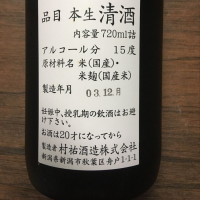 品目 本生清酒
内容量720ml詰
アルコール分 15度
原材料名 米(国産)・
米麹(国産米)
製造年月 03.12月
妊娠中、授乳期の飲酒はお避
け下さい。
お酒は20才になってから
製造者 村祐酒造株式会社
新潟県新潟市秋葉区舟戸1-1-1